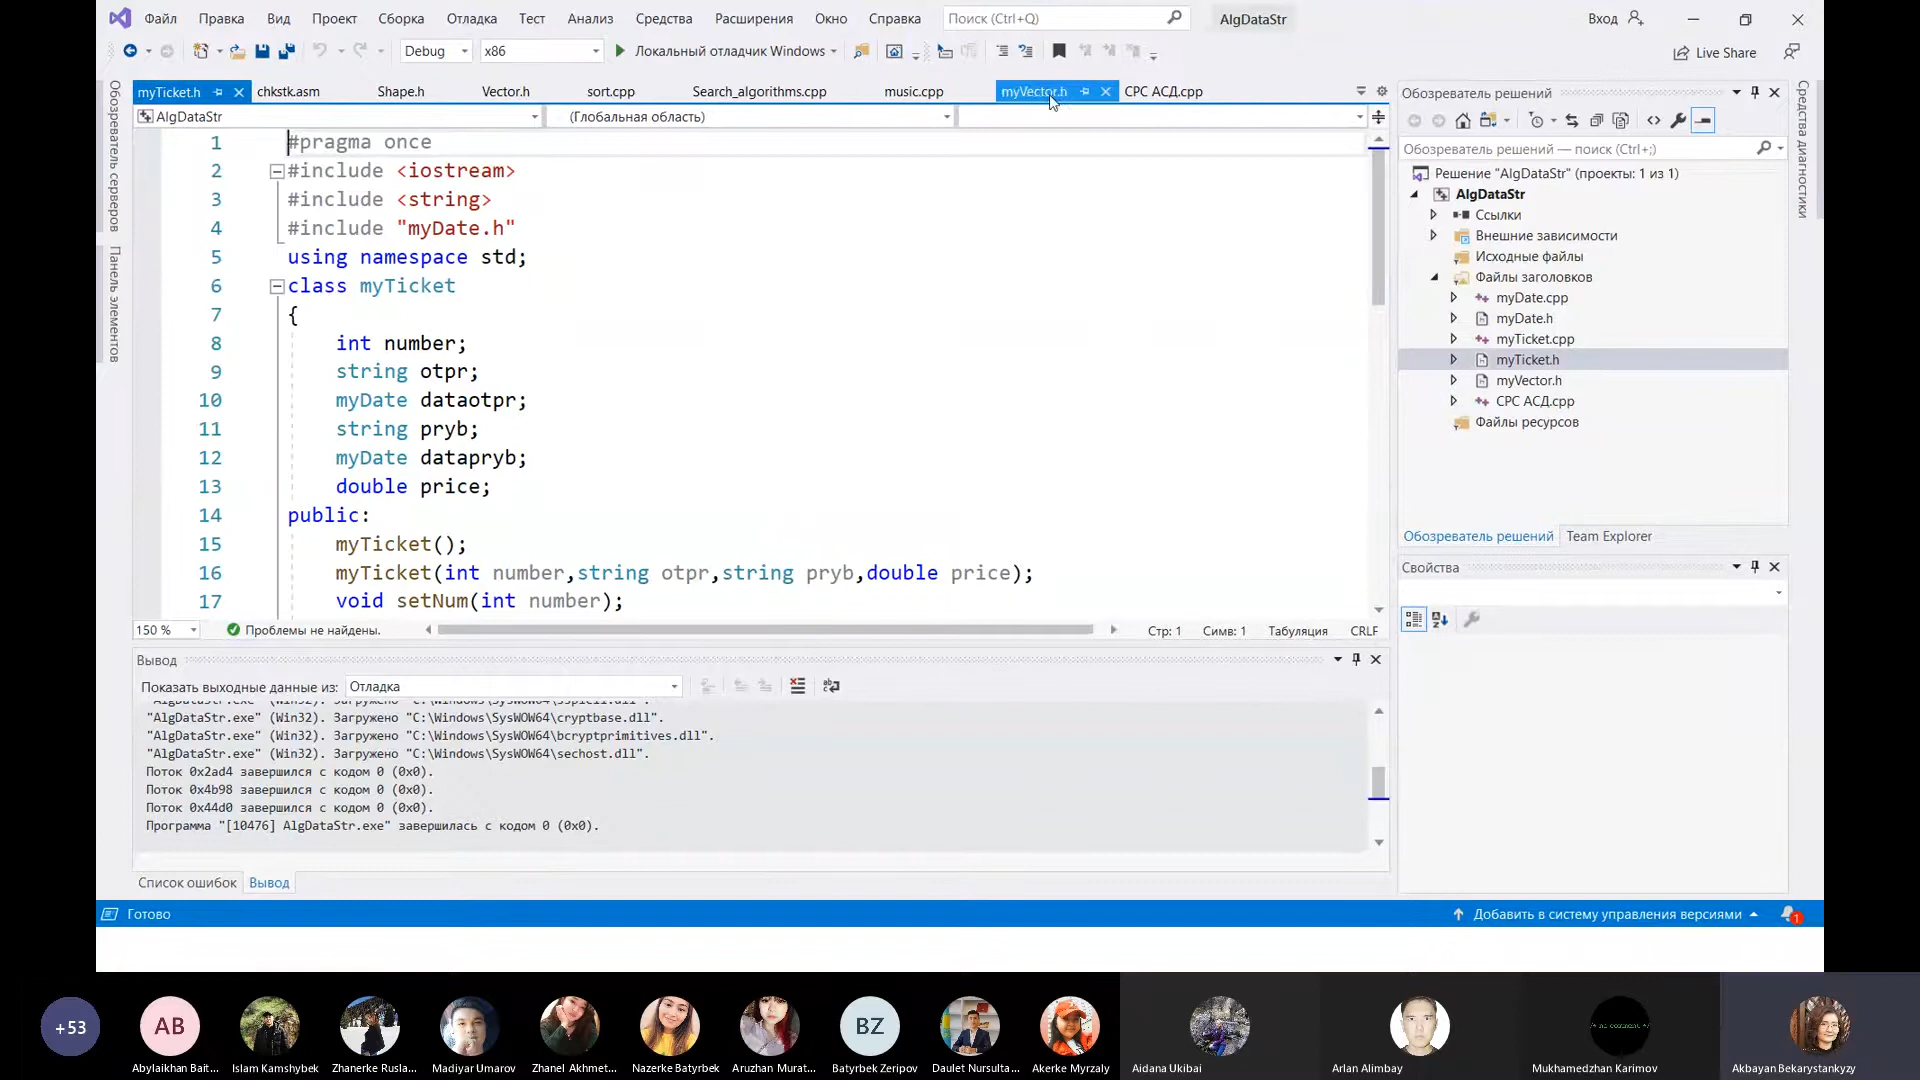 Файл Правка Вид Проект Сборка Отладка Тест Анализ Средства Расширения Окно Справка Поиск (Ctrl+Q) AlgDataStr Вход
Debug x86 Локальный отладчик Windows Live Share
myTicket.h chkstk.asm Shape.h Vector.h sort.cpp Search_algorithms.cpp music.cpp myVector.h СРС АСД.cpp
AlgDataStr (Глобальная область)
1 #pragma once
2 #include <iostream>
3 #include <string>
4 #include "myDate.h"
5 using namespace std;
6 class myTicket
7 {
8 int number;
9 string otpr;
10 myDate dataotpr;
11 string pryb;
12 myDate datapryb;
13 double price;
14 public:
15 myTicket();
16 myTicket(int number,string otpr,string pryb,double price);
17 void setNum(int number);
150 % Проблемы не найдены. Стр: 1 Симв: 1 Табуляция CRLF
Вывод
Показать выходные данные из: Отладка
"AlgDataStr.exe" (Win32). Загружено "C:\Windows\SysWOW64\sspicli.dll".
"AlgDataStr.exe" (Win32). Загружено "C:\Windows\SysWOW64\cryptbase.dll".
"AlgDataStr.exe" (Win32). Загружено "C:\Windows\SysWOW64\bcryptprimitives.dll".
"AlgDataStr.exe" (Win32). Загружено "C:\Windows\SysWOW64\sechost.dll".
Поток 0x2ad4 завершился с кодом 0 (0x0).
Поток 0x4b98 завершился с кодом 0 (0x0).
Поток 0x44d0 завершился с кодом 0 (0x0).
Программа "[10476] AlgDataStr.exe" завершилась с кодом 0 (0x0).
Список ошибок Вывод
Готово
Добавить в систему управления версиями
1
Обозреватель серверов
Панель элементов
Обозреватель решений
Обозреватель решений — поиск (Ctrl+;)
Решение "AlgDataStr" (проекты: 1 из 1)
AlgDataStr
Ссылки
Внешние зависимости
Исходные файлы
Файлы заголовков
myDate.cpp
myDate.h
myTicket.cpp
myTicket.h
myVector.h
СРС АСД.cpp
Файлы ресурсов
Обозреватель решений Team Explorer
Свойства
Средства диагностики
+53
AB
BZ
/* no comment */
Abylaikhan Bait... Islam Kamshybek Zhanerke Rusla... Madiyar Umarov Zhanel Akhmet... Nazerke Batyrbek Aruzhan Murat... Batyrbek Zeripov Daulet Nursulta... Akerke Myrzaly Aidana Ukibai Arlan Alimbay Mukhamedzhan Karimov Akbayan Bekarystankyzy